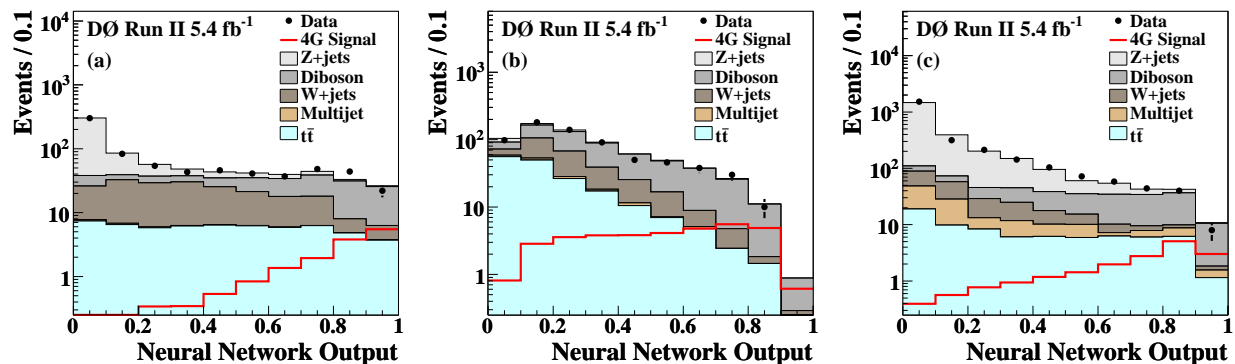 Events / 0.1
10⁴
10³
10²
10
1
DØ Run II 5.4 fb⁻¹
(a)
Data
4G Signal
Z+jets
Diboson
W+jets
Multijet
tt̄
0 0.2 0.4 0.6 0.8 1
Neural Network Output
Events / 0.1
10³
10²
10
1
DØ Run II 5.4 fb⁻¹
(b)
Data
4G Signal
Z+jets
Diboson
W+jets
Multijet
tt̄
0 0.2 0.4 0.6 0.8 1
Neural Network Output
Events / 0.1
10⁴
10³
10²
10
1
DØ Run II 5.4 fb⁻¹
(c)
Data
4G Signal
Z+jets
Diboson
W+jets
Multijet
tt̄
0 0.2 0.4 0.6 0.8 1
Neural Network Output